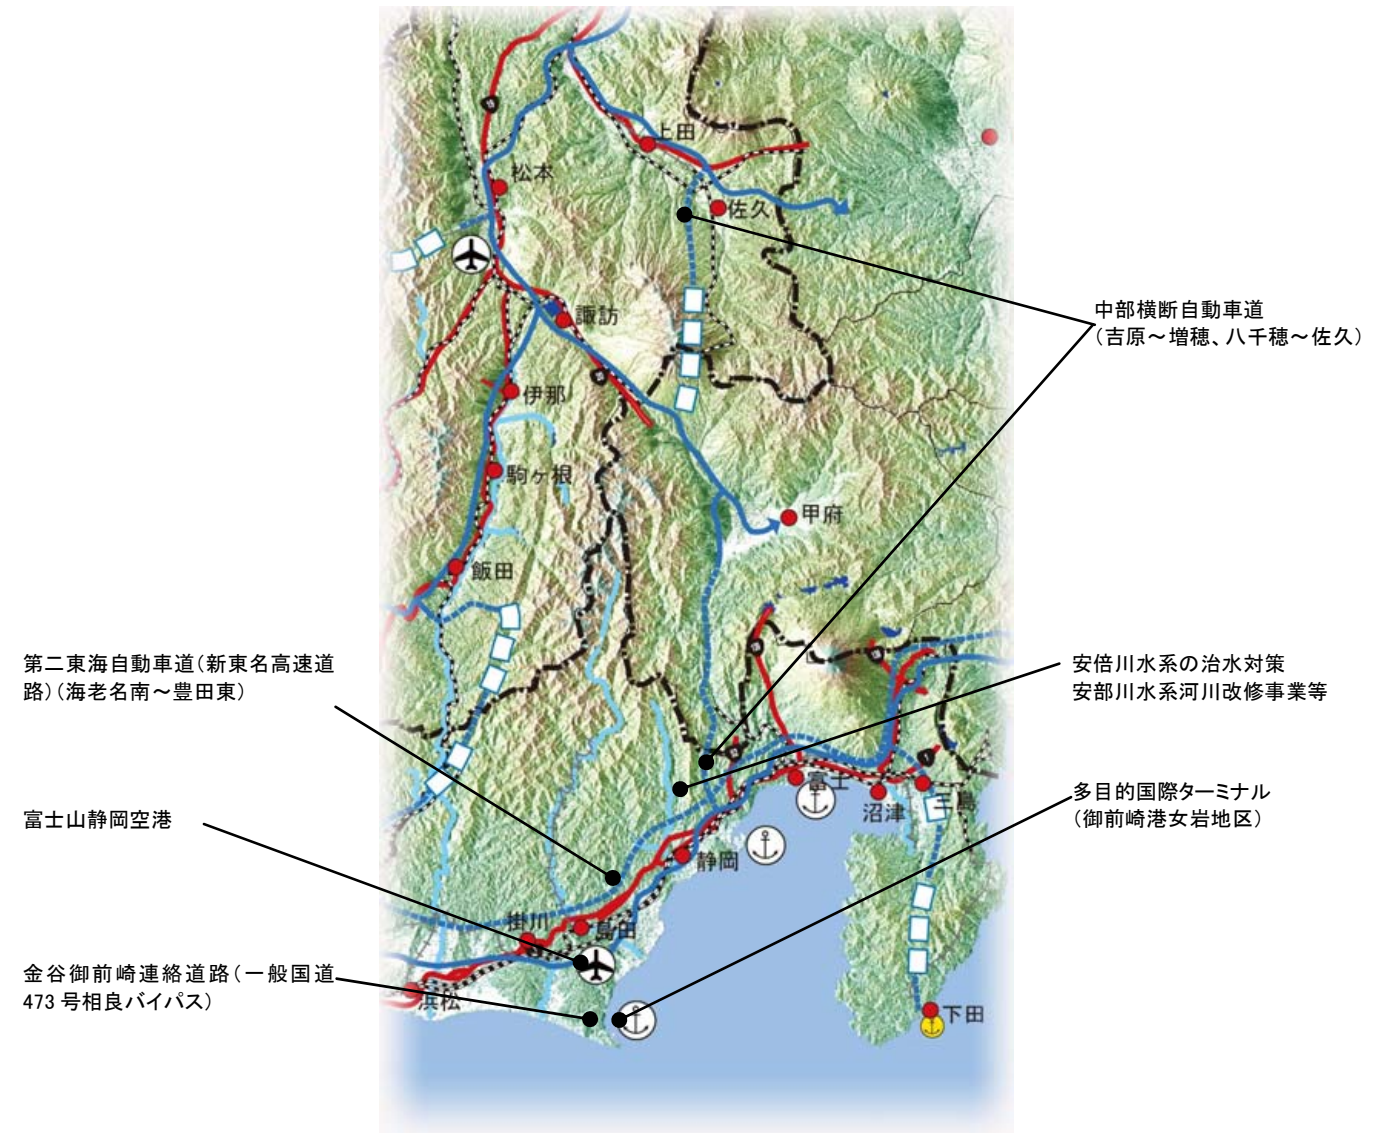 上田
松本
佐久
諏訪
中部横断自動車道
(吉原～増穂、八千穂～佐久)
伊那
駒ヶ根
甲府
飯田
第二東海自動車道(新東名高速道
路)(海老名南～豊田東)
安倍川水系の治水対策
安部川水系河川改修事業等
富士
沼津
三島
多目的国際ターミナル
(御前崎港女岩地区)
富士山静岡空港
静岡
掛川
島田
金谷御前崎連絡道路(一般国道
473号相良バイパス)
浜松
下田